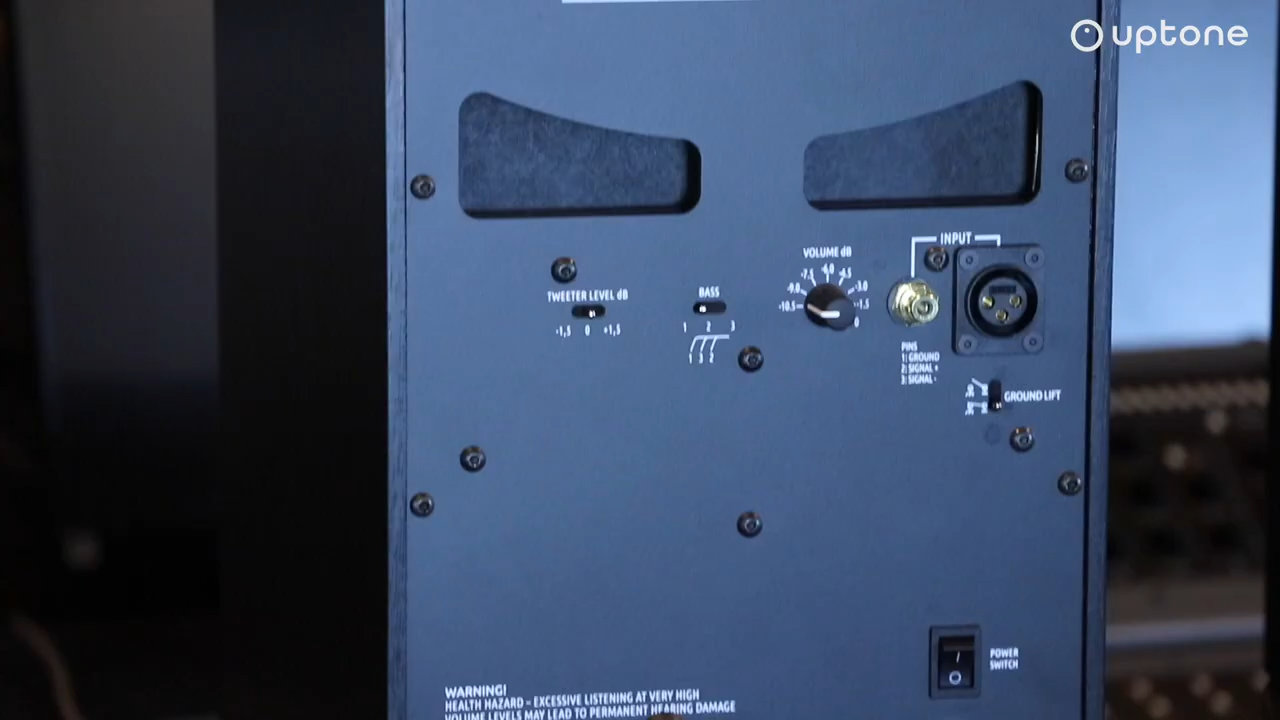 uptone
INPUT
VOLUME dB
-7.5 -6.0 -4.5
-9.0 -3.0
-10.5 -1.5
0
TWEETER LEVEL dB
-1,5 0 +1,5
BASS
1 2 3
1 3 2
PINS
1: GROUND
2: SIGNAL +
3: SIGNAL -
GROUND LIFT
POWER
SWITCH
WARNING!
HEALTH HAZARD - EXCESSIVE LISTENING AT VERY HIGH
VOLUME LEVELS MAY LEAD TO PERMANENT HEARING DAMAGE